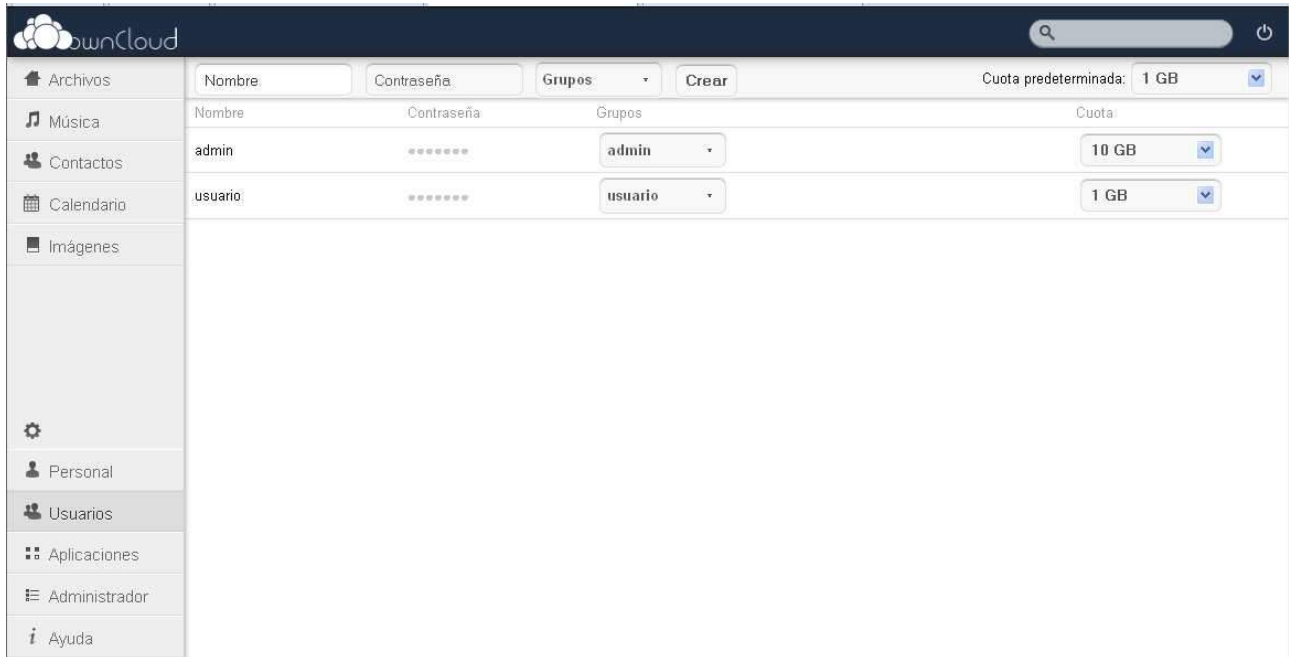 ownCloud
Archivos
Música
Contactos
Calendario
Imágenes
Personal
Usuarios
Aplicaciones
Administrador
i Ayuda
Nombre Contraseña Grupos Crear Cuota predeterminada: 1 GB
Nombre Contraseña Grupos Cuota
admin admin 10 GB
usuario usuario 1 GB